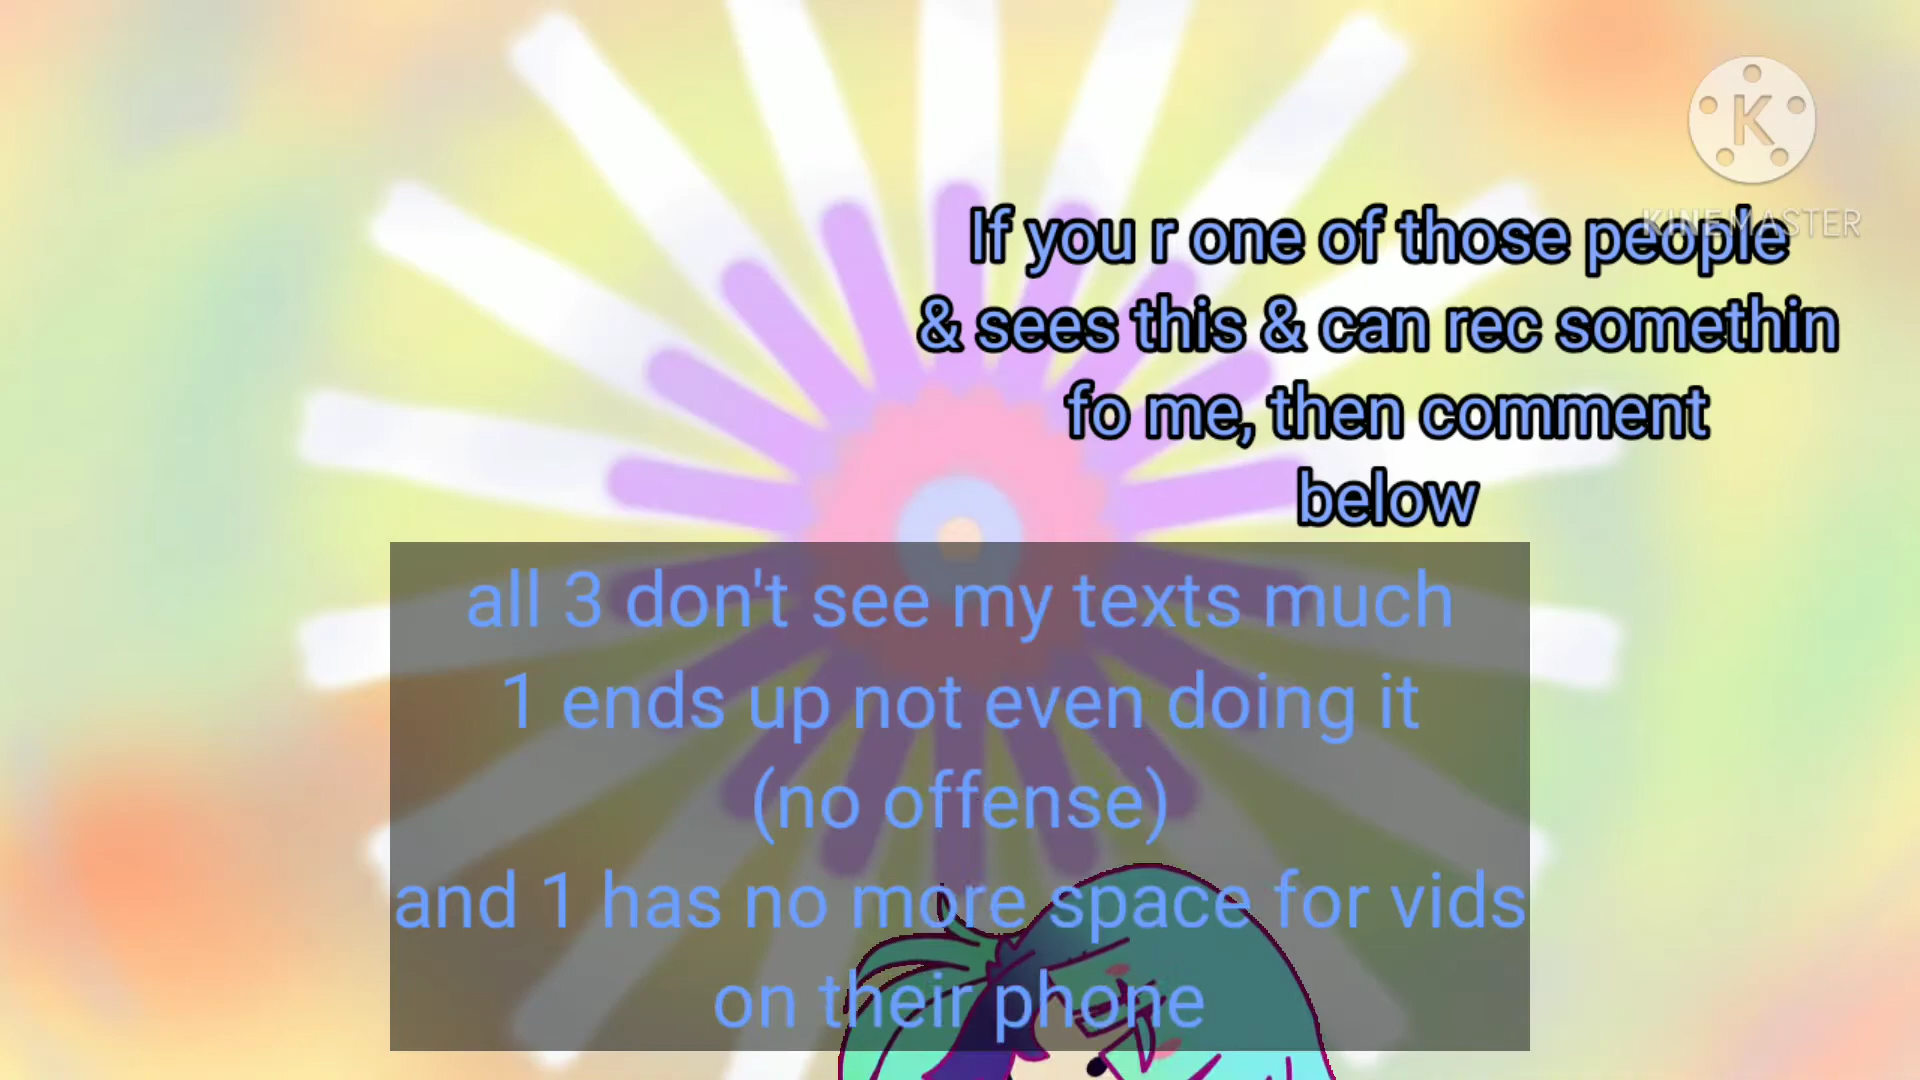 K
KINEMASTER
If you r one of those people
& sees this & can rec somethin
fo me, then comment
below
all 3 don't see my texts much
1 ends up not even doing it
(no offense)
and 1 has no more space for vids
on their phone